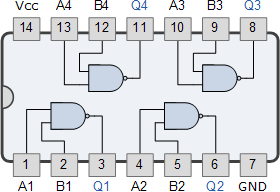 Vcc A4 B4 Q4 A3 B3 Q3
14 13 12 11 10 9 8
1 2 3 4 5 6 7
A1 B1 Q1 A2 B2 Q2 GND